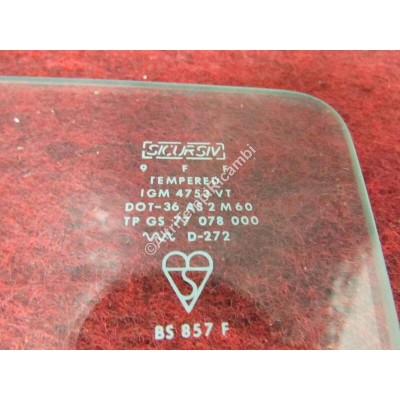 SICURSIV
9 F F
TEMPERED
IGM 4753 VT
DOT-36 AS 2 M60
TP GS 77 078 000
D-272
S
BS 857 F